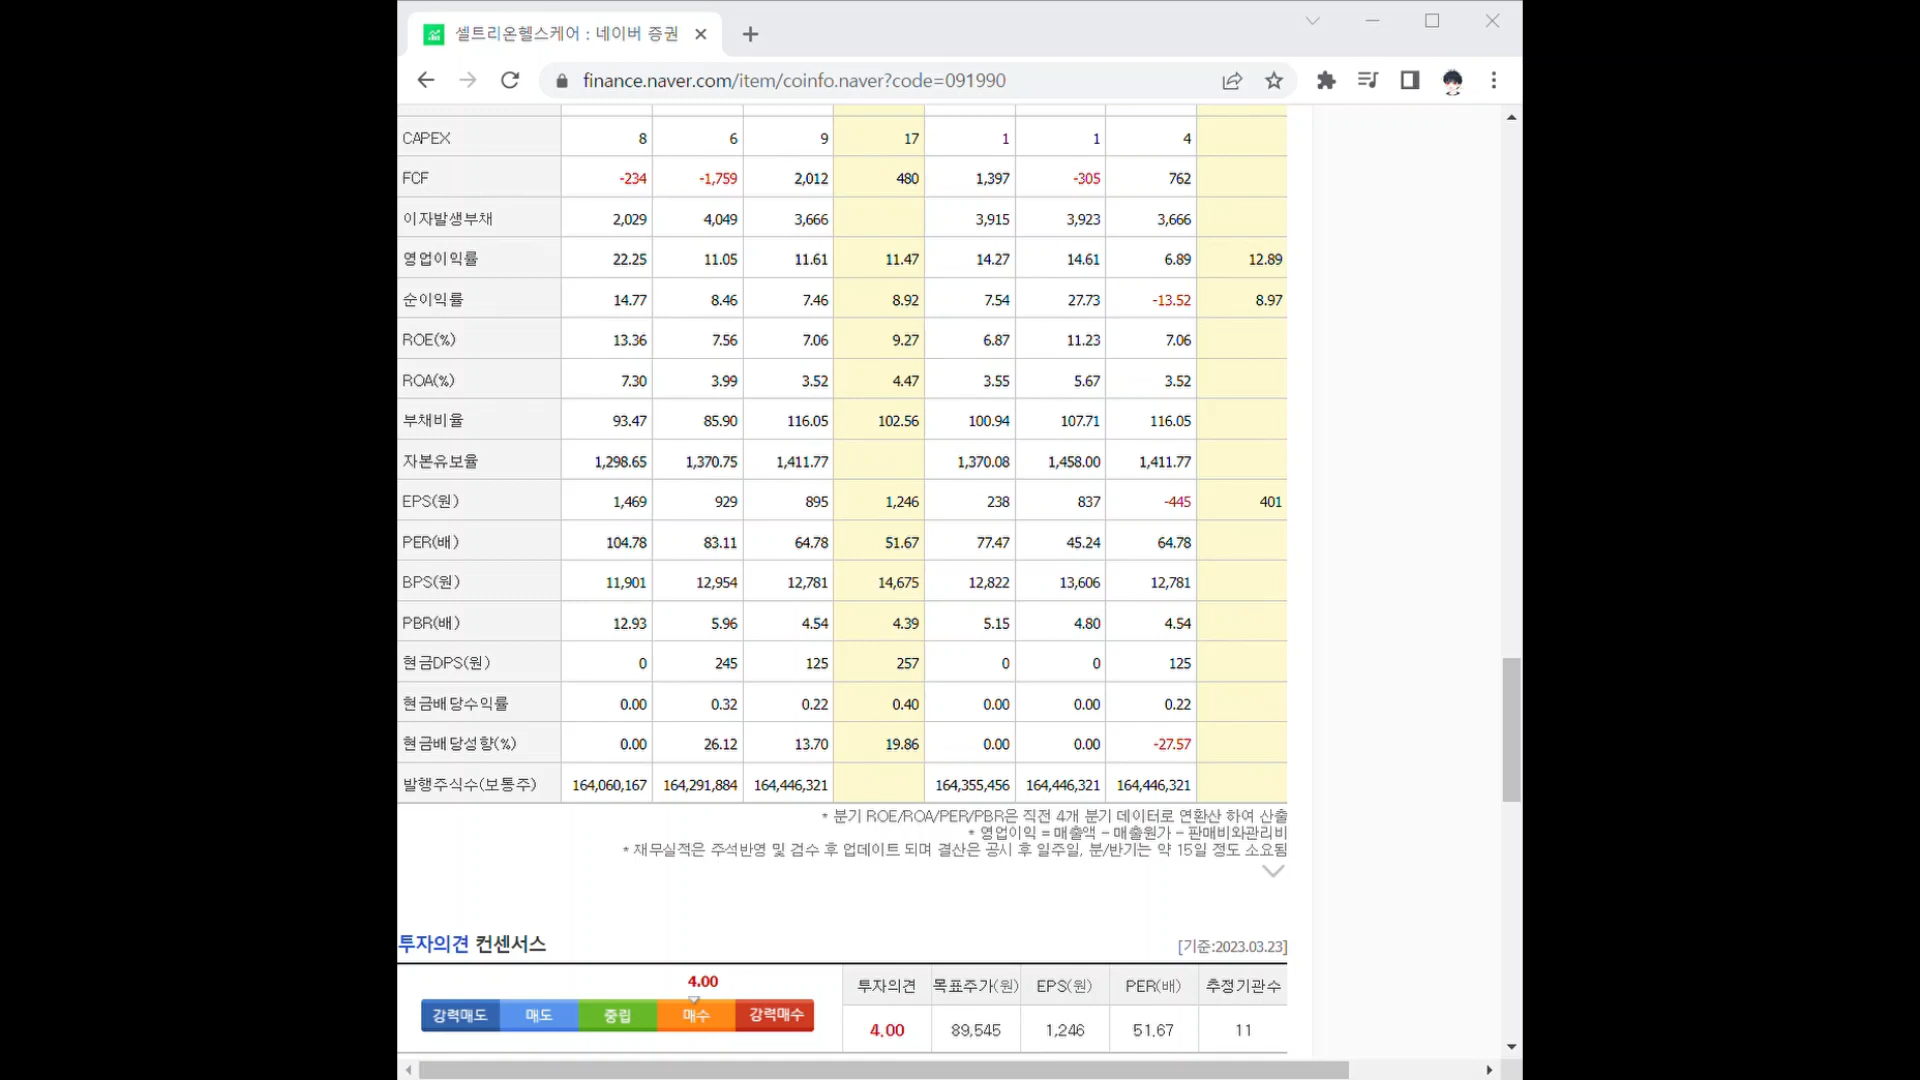 셀트리온헬스케어 : 네이버 증권
finance.naver.com/item/coinfo.naver?code=091990
CAPEX 8 6 9 17 1 1 4
FCF -234 -1,759 2,012 480 1,397 -305 762
이자발생부채 2,029 4,049 3,666 3,915 3,923 3,666
영업이익률 22.25 11.05 11.61 11.47 14.27 14.61 6.89 12.89
순이익률 14.77 8.46 7.46 8.92 7.54 27.73 -13.52 8.97
ROE(%) 13.36 7.56 7.06 9.27 6.87 11.23 7.06
ROA(%) 7.30 3.99 3.52 4.47 3.55 5.67 3.52
부채비율 93.47 85.90 116.05 102.56 100.94 107.71 116.05
자본유보율 1,298.65 1,370.75 1,411.77 1,370.08 1,458.00 1,411.77
EPS(원) 1,469 929 895 1,246 238 837 -445 401
PER(배) 104.78 83.11 64.78 51.67 77.47 45.24 64.78
BPS(원) 11,901 12,954 12,781 14,675 12,822 13,606 12,781
PBR(배) 12.93 5.96 4.54 4.39 5.15 4.80 4.54
현금DPS(원) 0 245 125 257 0 0 125
현금배당수익률 0.00 0.32 0.22 0.40 0.00 0.00 0.22
현금배당성향(%) 0.00 26.12 13.70 19.86 0.00 0.00 -27.57
발행주식수(보통주) 164,060,167 164,291,884 164,446,321 164,355,456 164,446,321 164,446,321
* 분기 ROE/ROA/PER/PBR은 직전 4개 분기 데이터로 연환산 하여 산출
* 영업이익 = 매출액 - 매출원가 - 판매비와관리비
* 재무실적은 주석반영 및 검수 후 업데이트 되며 결산은 공시 후 일주일, 분/반기는 약 15일 정도 소요됨
투자의견 컨센서스 [기준:2023.03.23]
4.00
강력매도 매도 중립 매수 강력매수
투자의견 목표주가(원) EPS(원) PER(배) 추정기관수
4.00 89,545 1,246 51.67 11